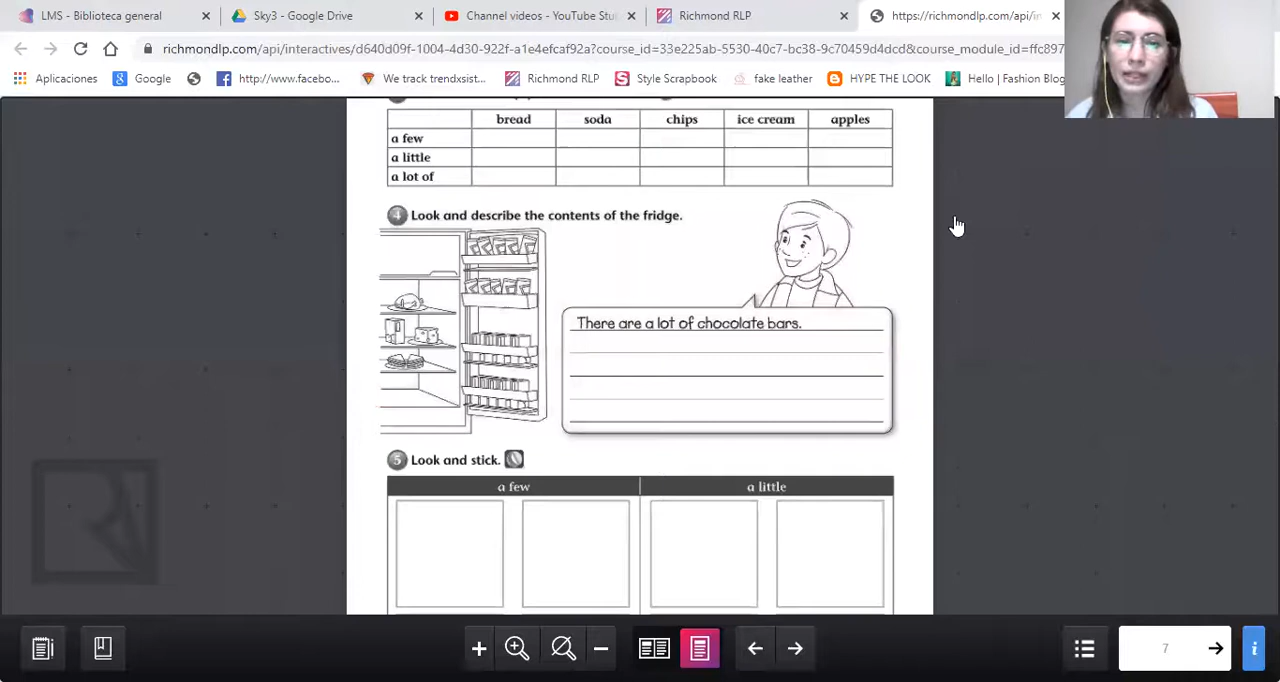 LMS - Biblioteca general
Sky3 - Google Drive
Channel videos - YouTube Stu
Richmond RLP
https://richmondlp.com/api/in
richmondlp.com/api/interactives/d640d09f-1004-4d30-922f-a1e4efcaf92a?course_id=33e225ab-5530-40c7-bc38-9c70459d4dcd&course_module_id=ffc897
Aplicaciones
Google
http://www.facebo...
We track trendxsist...
Richmond RLP
Style Scrapbook
fake leather
HYPE THE LOOK
Hello | Fashion Blog
bread soda chips ice cream apples
a few
a little
a lot of
4 Look and describe the contents of the fridge.
There are a lot of chocolate bars.
5 Look and stick.
a few a little
7